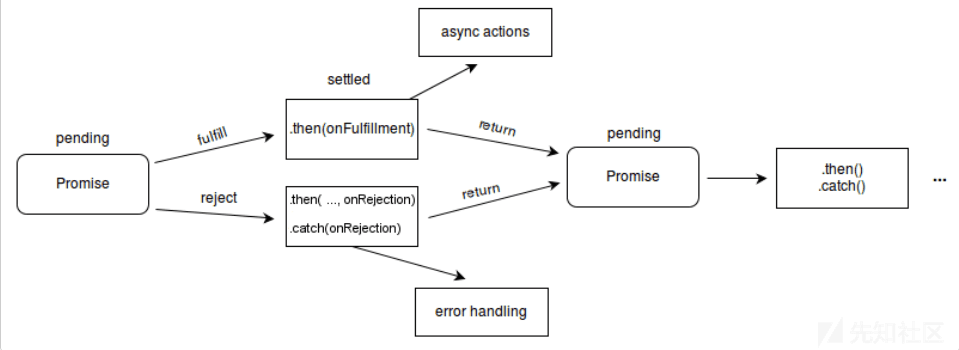 async actions
settled
.then(onFulfillment)
fulfill
return
pending
Promise
pending
Promise
.then()
.catch()
...
reject
.then( ..., onRejection)
.catch(onRejection)
return
error handling
先知社区